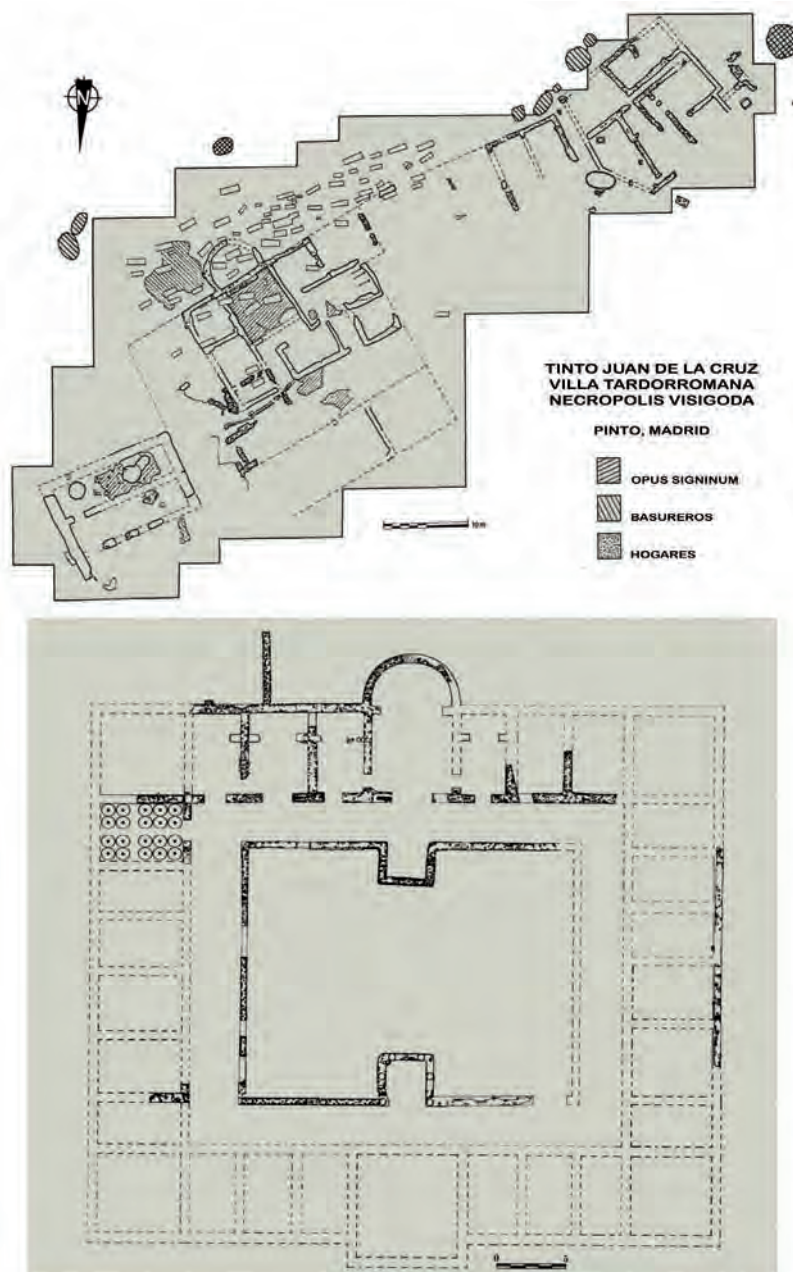 N
TINTO JUAN DE LA CRUZ
VILLA TARDORROMANA
NECROPOLIS VISIGODA
PINTO, MADRID
OPUS SIGNINUM
BASUREROS
HOGARES
0 5